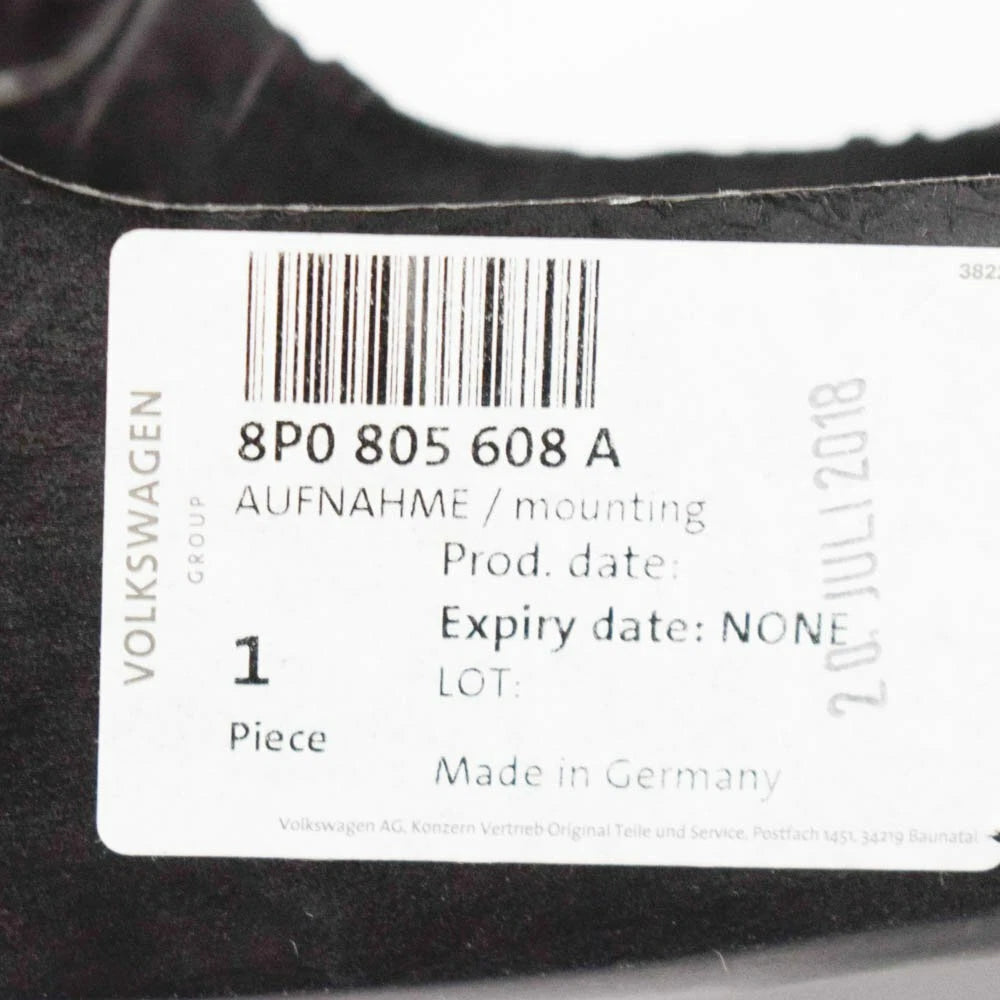 3822
8P0 805 608 A
AUFNAHME / mounting
Prod. date:
Expiry date: NONE
LOT:
1
Piece
Made in Germany
Volkswagen AG, Konzern Vertrieb Original Teile und Service, Postfach 1451, 34219 Baunatal
VOLKSWAGEN
GROUP
20. JULI 2018